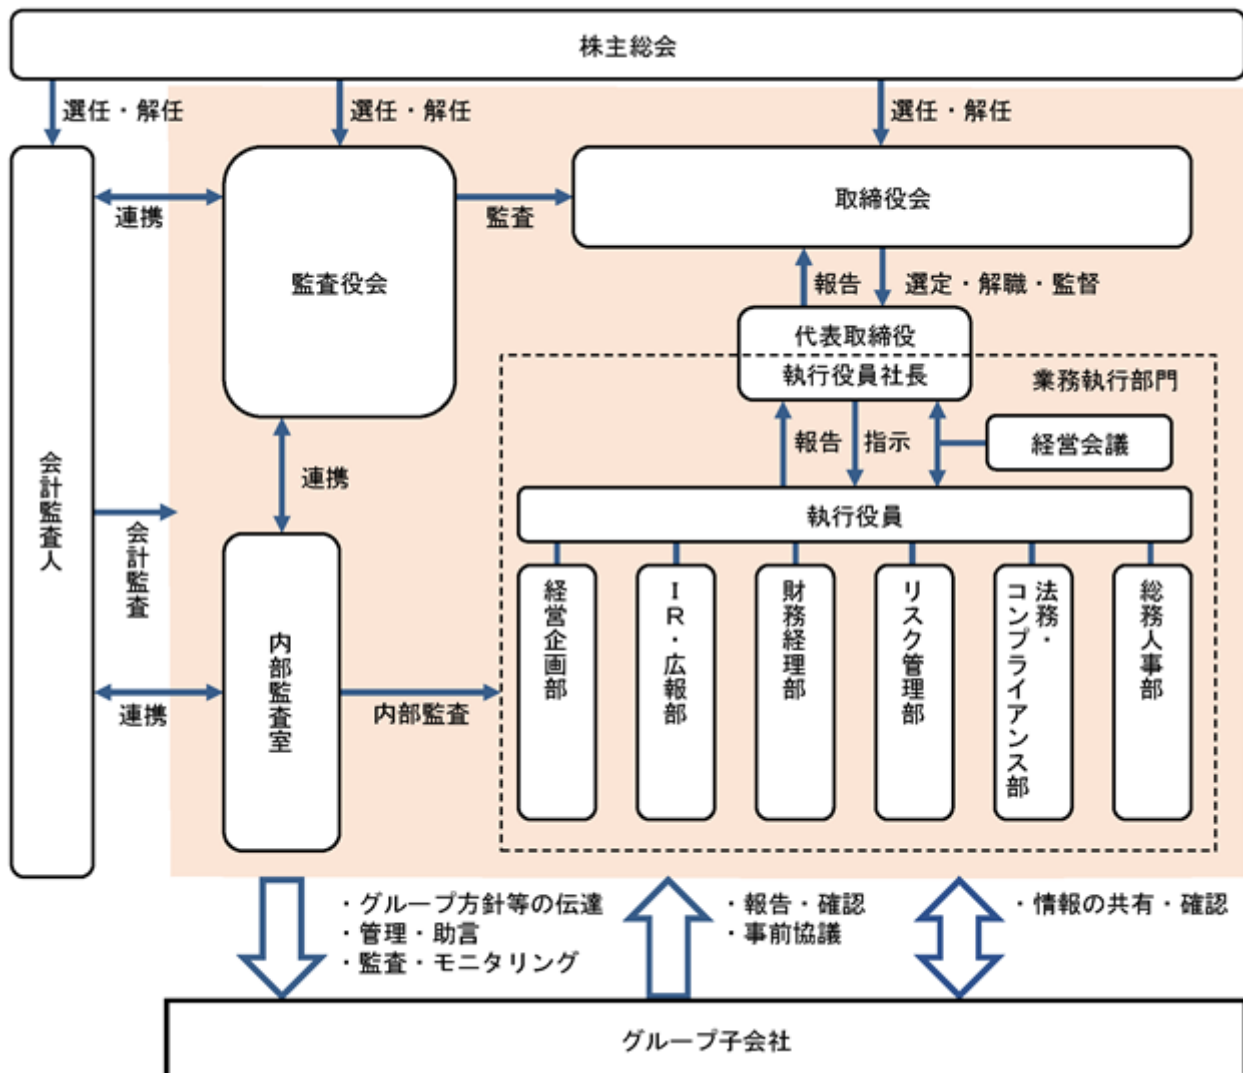 株主総会
選任・解任
選任・解任
選任・解任
連携
監査役会
監査
取締役会
報告
選定・解職・監督
代表取締役
執行役員社長
業務執行部門
報告
指示
経営会議
連携
執行役員
会計監査人
会計監査
経営企画部
IR・広報部
財務経理部
リスク管理部
法務・
コンプライアンス部
総務人事部
内部監査室
連携
内部監査
・グループ方針等の伝達
・管理・助言
・監査・モニタリング
・報告・確認
・事前協議
・情報の共有・確認
グループ子会社